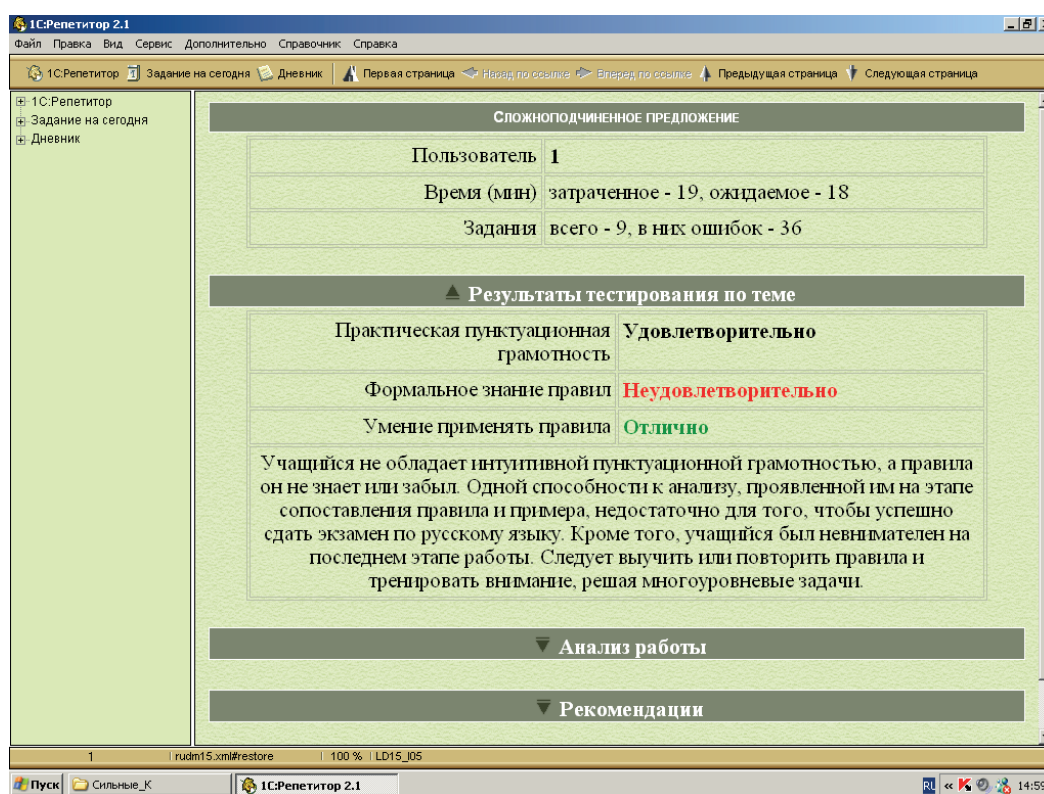 1С:Репетитор 2.1
Файл Правка Вид Сервис Дополнительно Справочник Справка
1С:Репетитор Задание на сегодня Дневник Первая страница Назад по ссылке Вперед по ссылке Предыдущая страница Следующая страница
1С:Репетитор
Задание на сегодня
Дневник
Сложноподчиненное предложение
Пользователь 1
Время (мин) затраченное - 19, ожидаемое - 18
Задания всего - 9, в них ошибок - 36
Результаты тестирования по теме
Практическая пунктуационная Удовлетворительно
грамотность
Формальное знание правил Неудовлетворительно
Умение применять правила Отлично
Учащийся не обладает интуитивной пунктуационной грамотностью, а правила
он не знает или забыл. Одной способности к анализу, проявленной им на этапе
сопоставления правила и примера, недостаточно для того, чтобы успешно
сдать экзамен по русскому языку. Кроме того, учащийся был невнимателен на
последнем этапе работы. Следует выучить или повторить правила и
тренировать внимание, решая многоуровневые задачи.
Анализ работы
Рекомендации
1 rudm15.xml#restore 100 % LD15_I05
Пуск Сильные_К 1С:Репетитор 2.1 RU « 14:59